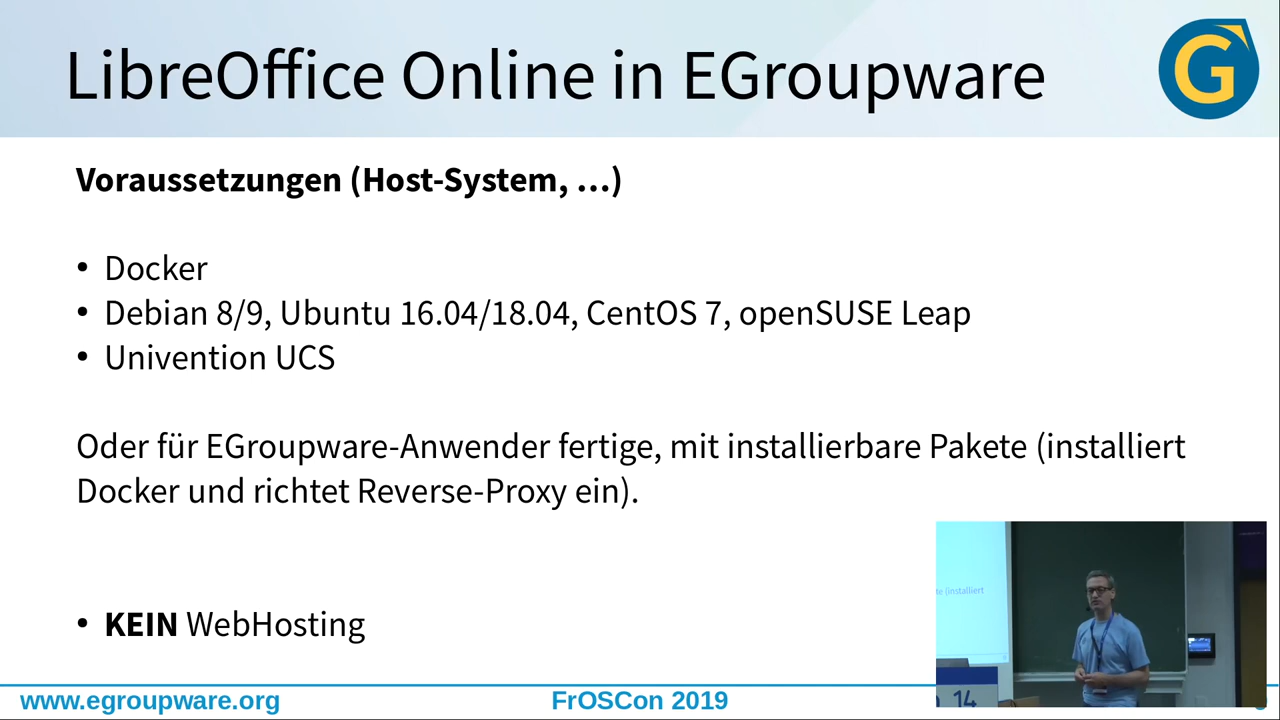 LibreOffice Online in EGroupware
G
Voraussetzungen (Host-System, ...)
• Docker
• Debian 8/9, Ubuntu 16.04/18.04, CentOS 7, openSUSE Leap
• Univention UCS
Oder für EGroupware-Anwender fertige, mit installierbare Pakete (installiert
Docker und richtet Reverse-Proxy ein).
• KEIN WebHosting
(installiert
14
www.egroupware.org
FrOSCon 2019